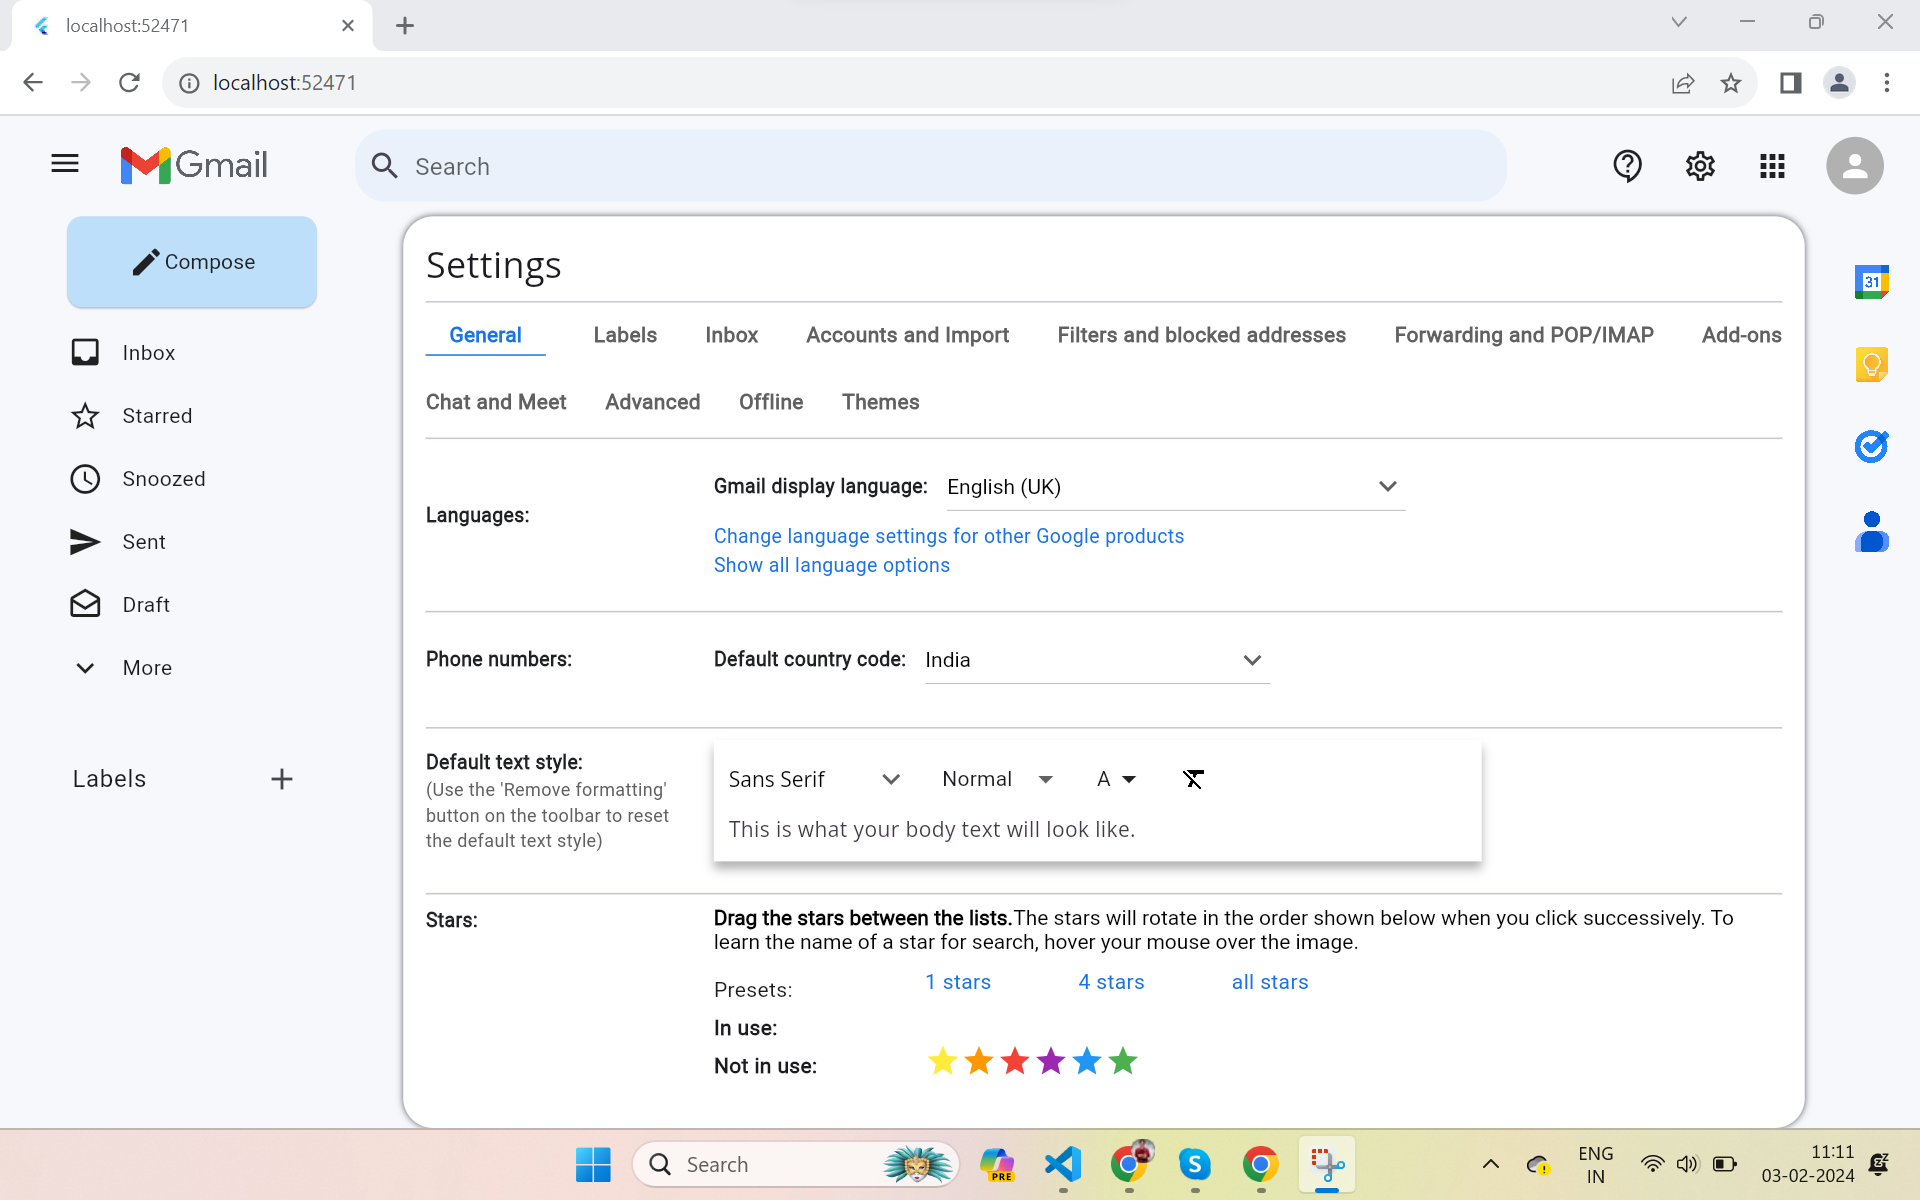 localhost:52471
localhost:52471
Gmail
Search
Compose
Inbox
Starred
Snoozed
Sent
Draft
More
Labels
Settings
General Labels Inbox Accounts and Import Filters and blocked addresses Forwarding and POP/IMAP Add-ons
Chat and Meet Advanced Offline Themes
Languages:
Gmail display language: English (UK)
Change language settings for other Google products
Show all language options
Phone numbers:
Default country code: India
Default text style:
(Use the 'Remove formatting'
button on the toolbar to reset
the default text style)
Sans Serif Normal A
This is what your body text will look like.
Stars:
Drag the stars between the lists.The stars will rotate in the order shown below when you click successively. To
learn the name of a star for search, hover your mouse over the image.
Presets: 1 stars 4 stars all stars
In use:
Not in use:
31
Search
PRE
S
ENG
IN
11:11
03-02-2024